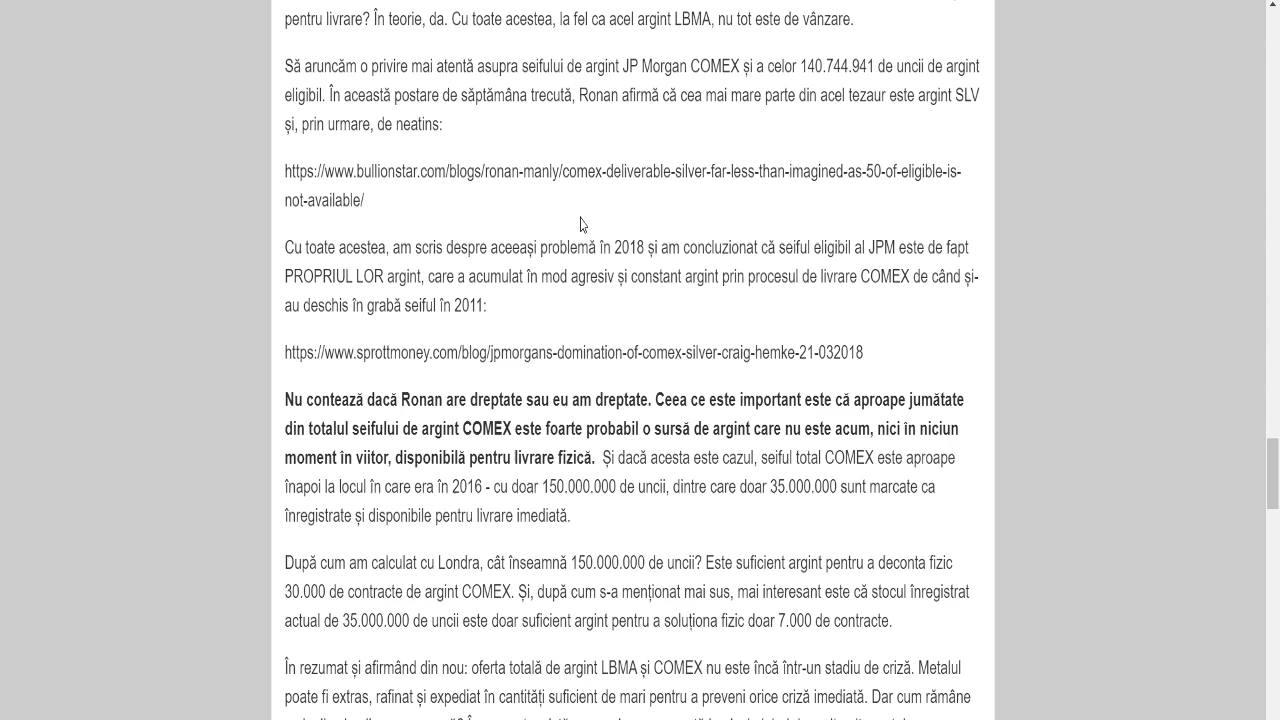 pentru livrare? În teorie, da. Cu toate acestea, la fel ca acel argint LBMA, nu tot este de vânzare.
Să aruncăm o privire mai atentă asupra seifului de argint JP Morgan COMEX și a celor 140.744.941 de uncii de argint
eligibil. În această postare de săptămâna trecută, Ronan afirmă că cea mai mare parte din acel tezaur este argint SLV
și, prin urmare, de neatins:
https://www.bullionstar.com/blogs/ronan-manly/comex-deliverable-silver-far-less-than-imagined-as-50-of-eligible-is-
not-available/
Cu toate acestea, am scris despre aceeași problemă în 2018 și am concluzionat că seiful eligibil al JPM este de fapt
PROPRIUL LOR argint, care a acumulat în mod agresiv și constant argint prin procesul de livrare COMEX de când și-
au deschis în grabă seiful în 2011:
https://www.sprottmoney.com/blog/jpmorgans-domination-of-comex-silver-craig-hemke-21-032018
Nu contează dacă Ronan are dreptate sau eu am dreptate. Ceea ce este important este că aproape jumătate
din totalul seifului de argint COMEX este foarte probabil o sursă de argint care nu este acum, nici în niciun
moment în viitor, disponibilă pentru livrare fizică. Și dacă acesta este cazul, seiful total COMEX este aproape
înapoi la locul în care era în 2016 - cu doar 150.000.000 de uncii, dintre care doar 35.000.000 sunt marcate ca
înregistrate și disponibile pentru livrare imediată.
După cum am calculat cu Londra, cât înseamnă 150.000.000 de uncii? Este suficient argint pentru a deconta fizic
30.000 de contracte de argint COMEX. Și, după cum s-a menționat mai sus, mai interesant este că stocul înregistrat
actual de 35.000.000 de uncii este doar suficient argint pentru a soluționa fizic doar 7.000 de contracte.
În rezumat și afirmând din nou: oferta totală de argint LBMA și COMEX nu este încă într-un stadiu de criză. Metalul
poate fi extras, rafinat și expediat în cantități suficient de mari pentru a preveni orice criză imediată. Dar cum rămâne